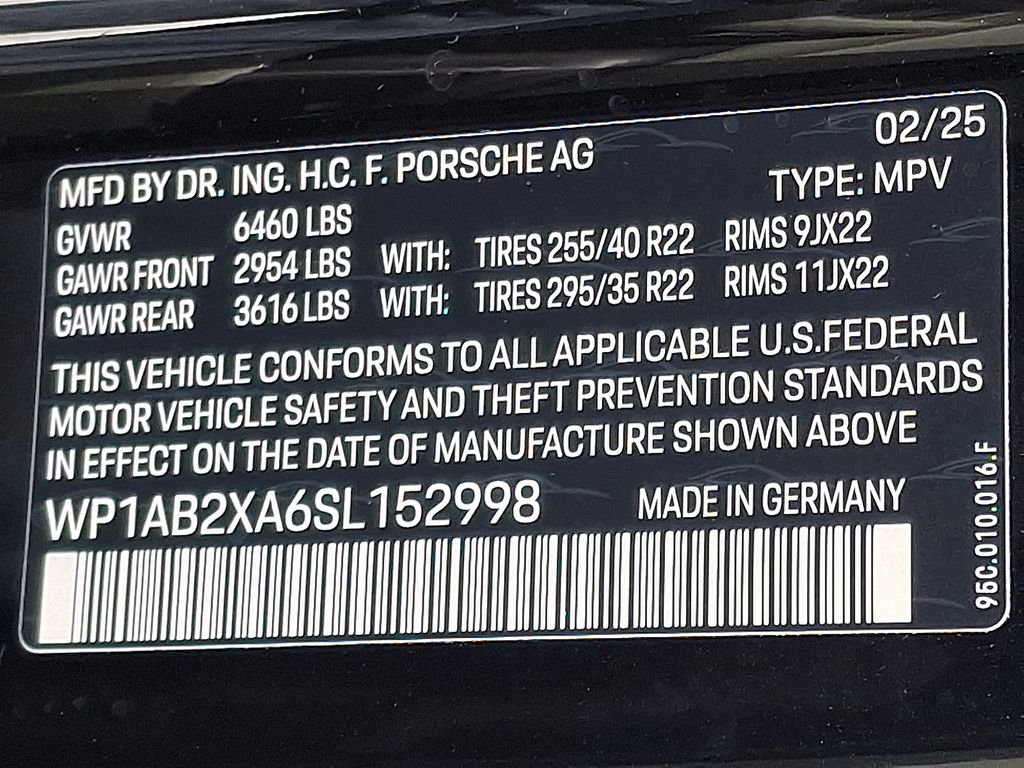 02/25
MFD BY DR. ING. H.C. F. PORSCHE AG
TYPE: MPV
GVWR 6460 LBS
GAWR FRONT 2954 LBS WITH: TIRES 255/40 R22 RIMS 9JX22
GAWR REAR 3616 LBS WITH: TIRES 295/35 R22 RIMS 11JX22
THIS VEHICLE CONFORMS TO ALL APPLICABLE U.S.FEDERAL
MOTOR VEHICLE SAFETY AND THEFT PREVENTION STANDARDS
IN EFFECT ON THE DATE OF MANUFACTURE SHOWN ABOVE
WP1AB2XA6SL152998 MADE IN GERMANY
95C.010.016.F